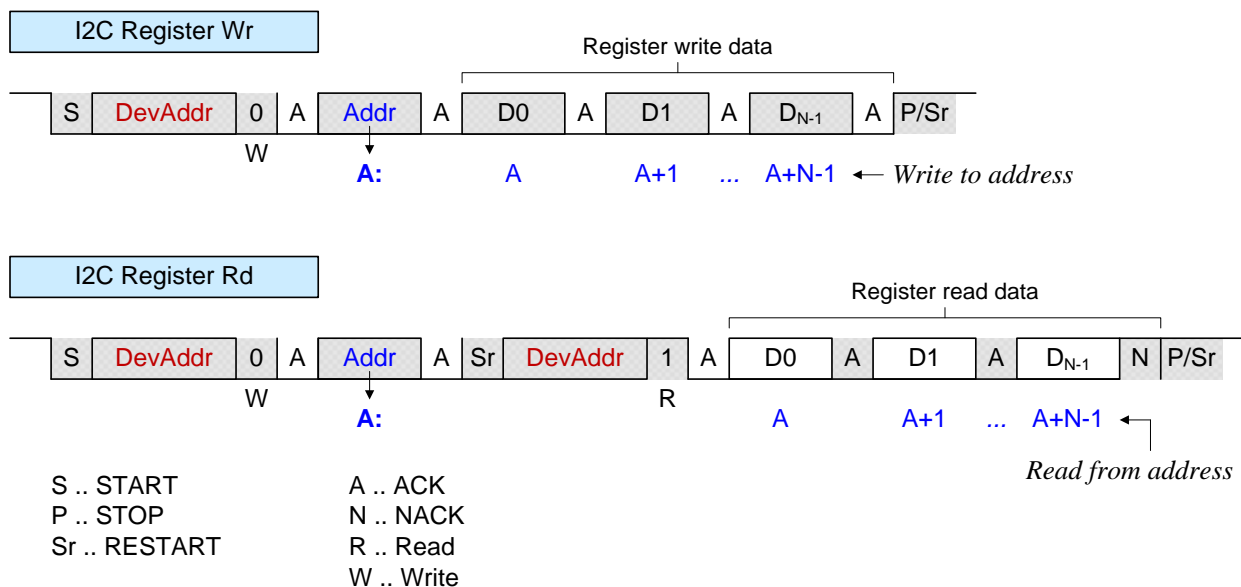 I2C Register Wr
Register write data
S DevAddr 0 A Addr A D0 A D1 A D_N-1 A P/Sr
W
A: A A+1 ... A+N-1 Write to address
I2C Register Rd
Register read data
S DevAddr 0 A Addr A Sr DevAddr 1 A D0 A D1 A D_N-1 N P/Sr
W R
A: A A+1 ... A+N-1
Read from address
S .. START A .. ACK
P .. STOP N .. NACK
Sr .. RESTART R .. Read
W .. Write